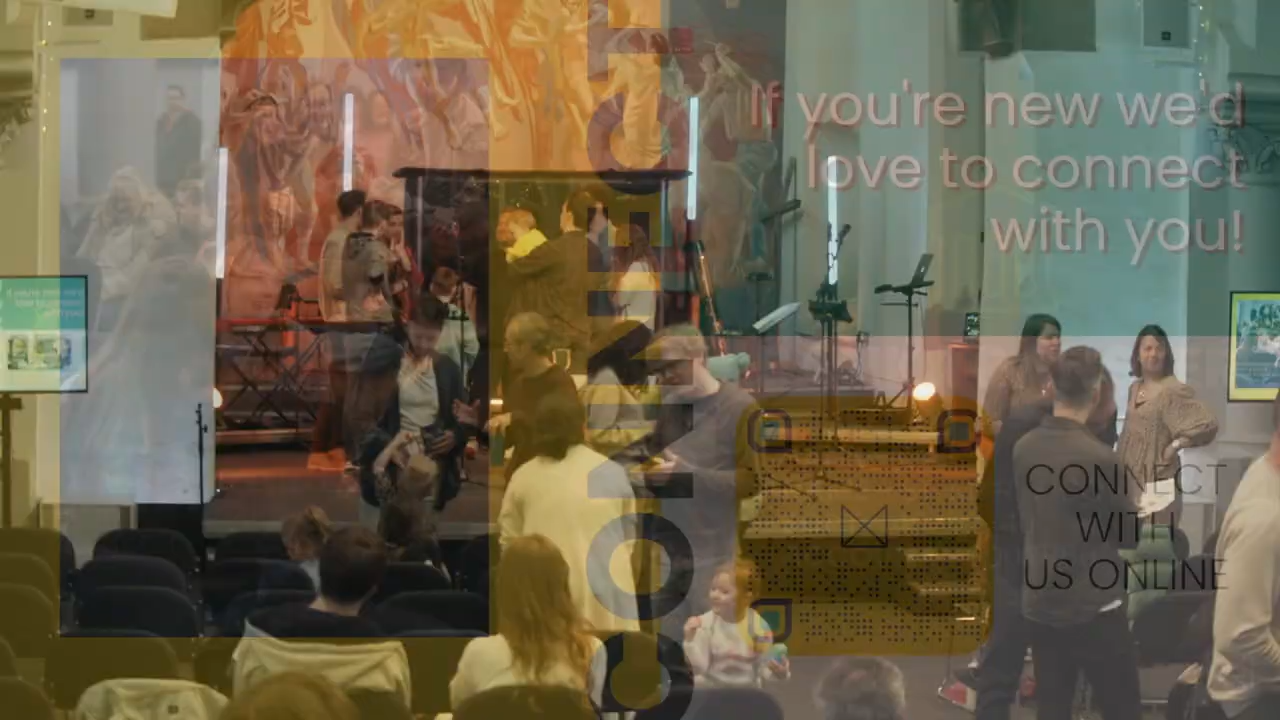 If you're new we'd
love to connect
with you!
CONNECT
CONNECT
WITH
US ONLINE